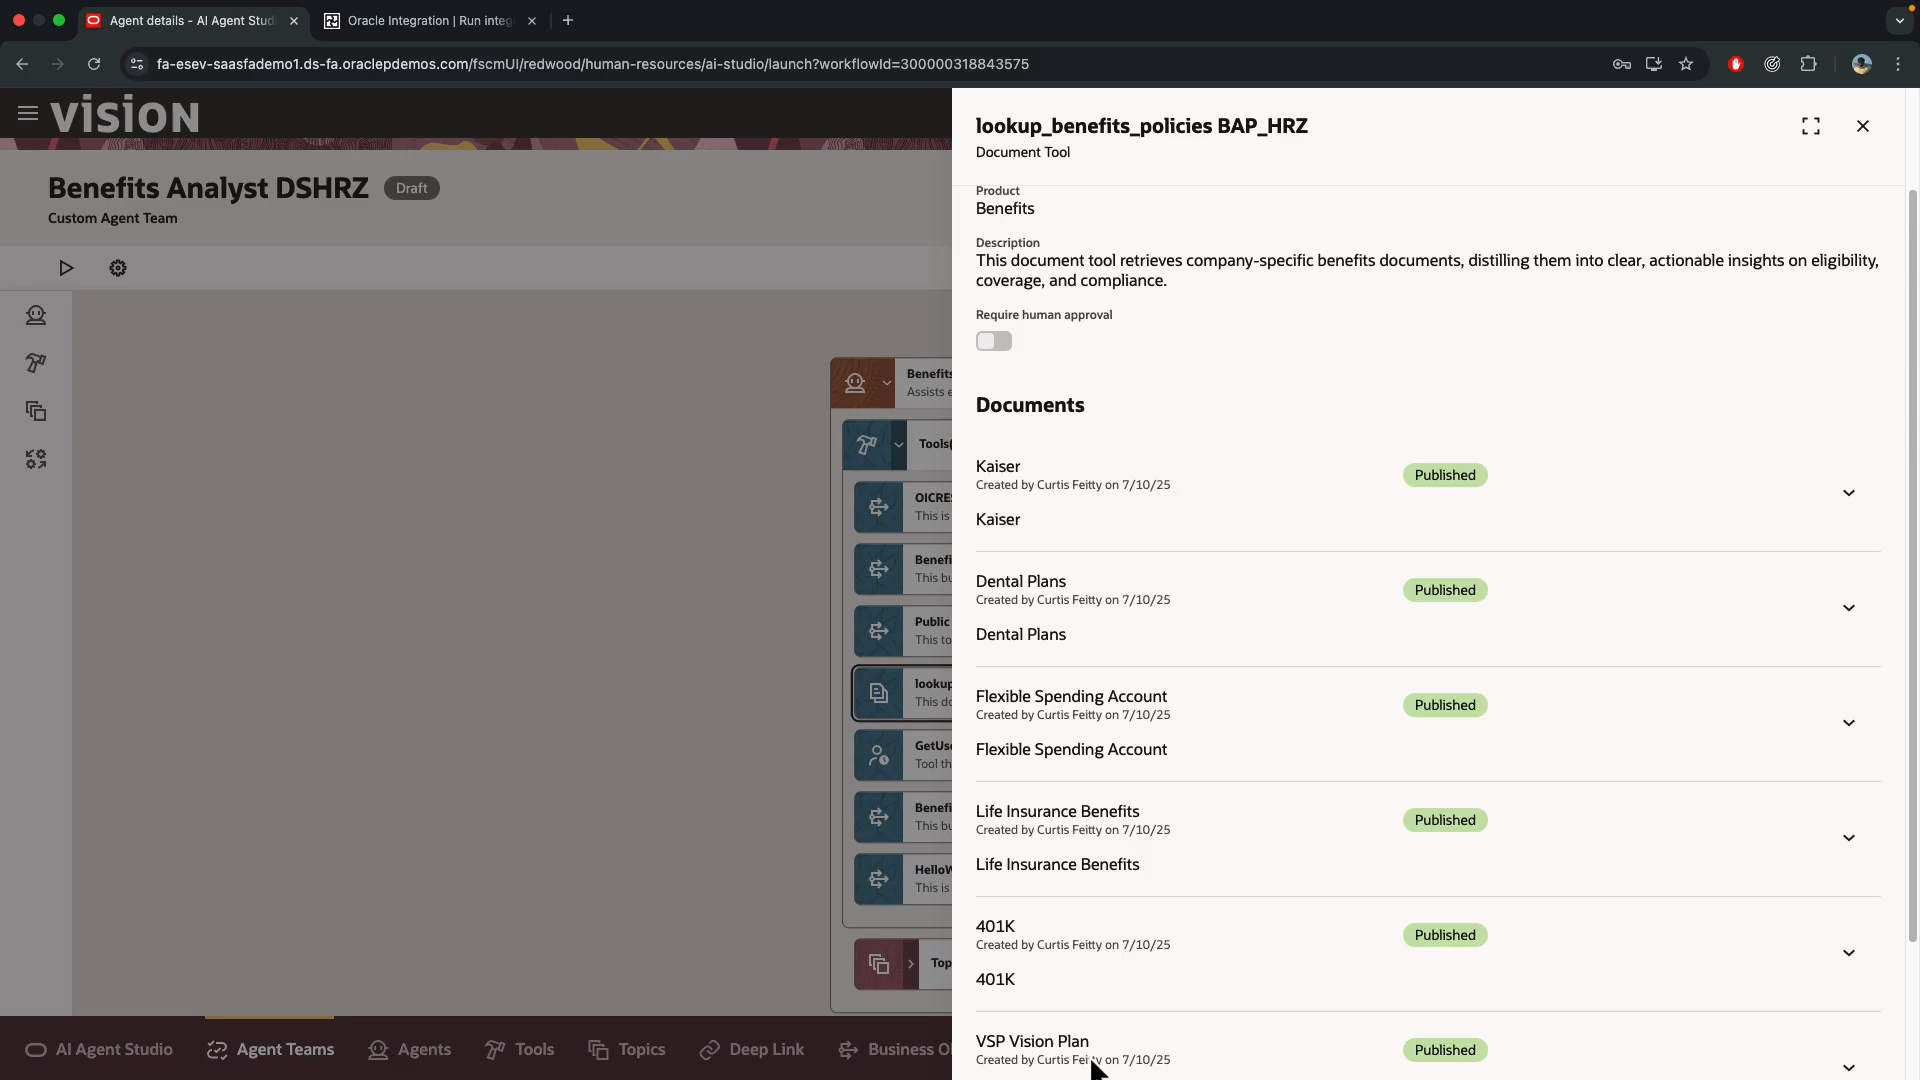 Agent details - AI Agent Stud
Oracle Integration | Run integ
fa-esev-saasfademo1.ds-fa.oraclepdemos.com/fscmUI/redwood/human-resources/ai-studio/launch?workflowId=300000318843575
vision
Benefits Analyst DSHRZ
Draft
Custom Agent Team
Benefits
Assists e
Tools(
OICRES
This is
Benefi
This bu
Public
This to
lookup
This do
GetUse
Tool th
Benefi
This bu
HelloW
This is
Top
AI Agent Studio
Agent Teams
Agents
Tools
Topics
Deep Link
Business O
lookup_benefits_policies BAP_HRZ
Document Tool
Product
Benefits
Description
This document tool retrieves company-specific benefits documents, distilling them into clear, actionable insights on eligibility,
coverage, and compliance.
Require human approval
Documents
Kaiser
Created by Curtis Feitty on 7/10/25
Published
Kaiser
Dental Plans
Created by Curtis Feitty on 7/10/25
Published
Dental Plans
Flexible Spending Account
Created by Curtis Feitty on 7/10/25
Published
Flexible Spending Account
Life Insurance Benefits
Created by Curtis Feitty on 7/10/25
Published
Life Insurance Benefits
401K
Created by Curtis Feitty on 7/10/25
Published
401K
VSP Vision Plan
Created by Curtis Feitty on 7/10/25
Published